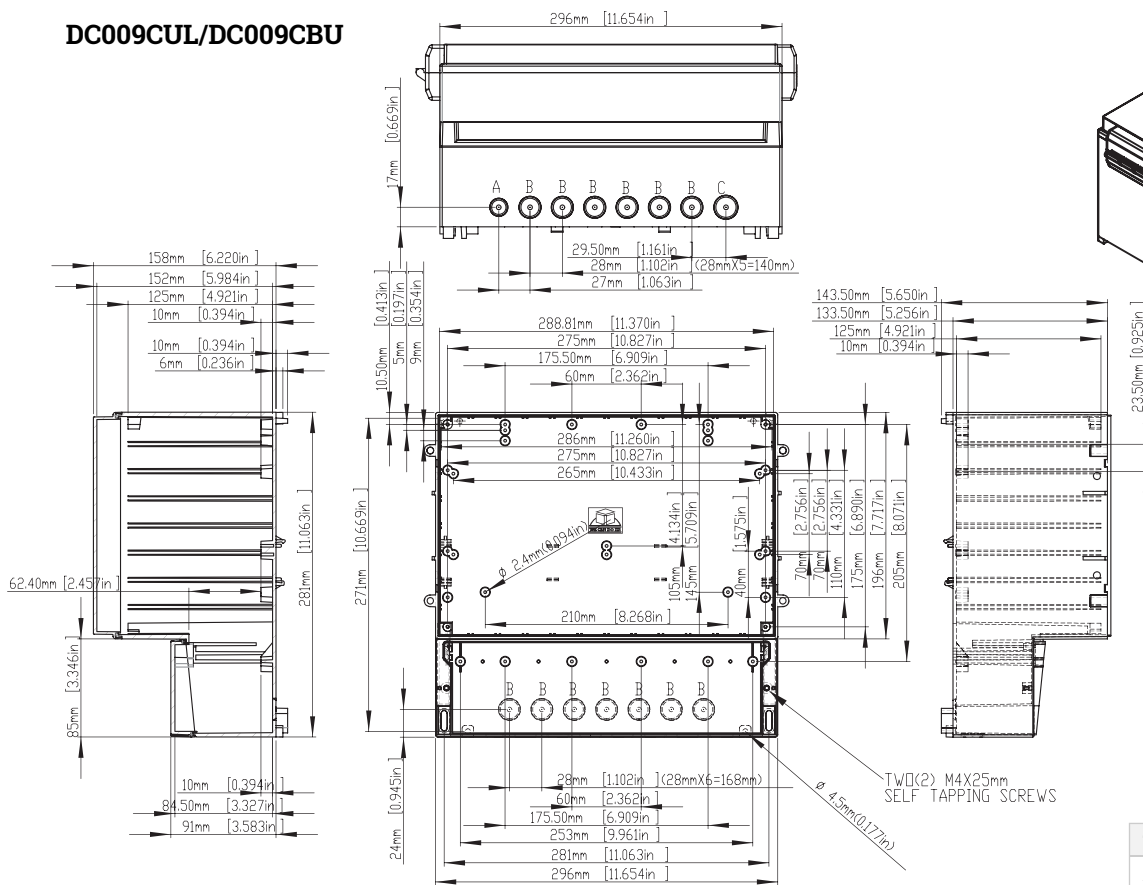 DC009CUL/DC009CBU
296mm [11.654in ]
17mm [0.669in ]
A B B B B B B C
29.50mm [1.161in ]
28mm [1.102in ](28mmX5=140mm)
27mm [1.063in ]
158mm [6.220in ]
152mm [5.984in ]
125mm [4.921in ]
10mm [0.394in ]
10mm [0.394in ]
6mm [0.236in ]
62.40mm [2.457in ]
85mm [3.346in ]
281mm [11.063in ]
10mm [0.394in ]
84.50mm [3.327in ]
91mm [3.583in ]
10.50mm [0.413in ]
5mm [0.197in ]
9mm [0.354in ]
288.81mm [11.370in ]
275mm [10.827in ]
175.50mm [6.909in ]
60mm [2.362in ]
286mm [11.260in ]
275mm [10.827in ]
265mm [10.433in ]
271mm [10.669in ]
Ø 2.4mm(0.094in)
105mm [4.134in ]
145mm [5.709in ]
40mm [1.575in ]
70mm [2.756in ]
70mm [2.756in ]
110mm [4.331in ]
175mm [6.890in ]
196mm [7.717in ]
205mm [8.071in ]
210mm [8.268in ]
B B B B B B B
24mm [0.945in ]
28mm [1.102in ](28mmX6=168mm)
60mm [2.362in ]
175.50mm [6.909in ]
253mm [9.961in ]
281mm [11.063in ]
296mm [11.654in ]
Ø 4.5mm(0.177in)
TWO(2) M4X25mm
SELF TAPPING SCREWS
143.50mm [5.650in ]
133.50mm [5.256in ]
125mm [4.921in ]
10mm [0.394in ]
23.50mm [0.925in ]